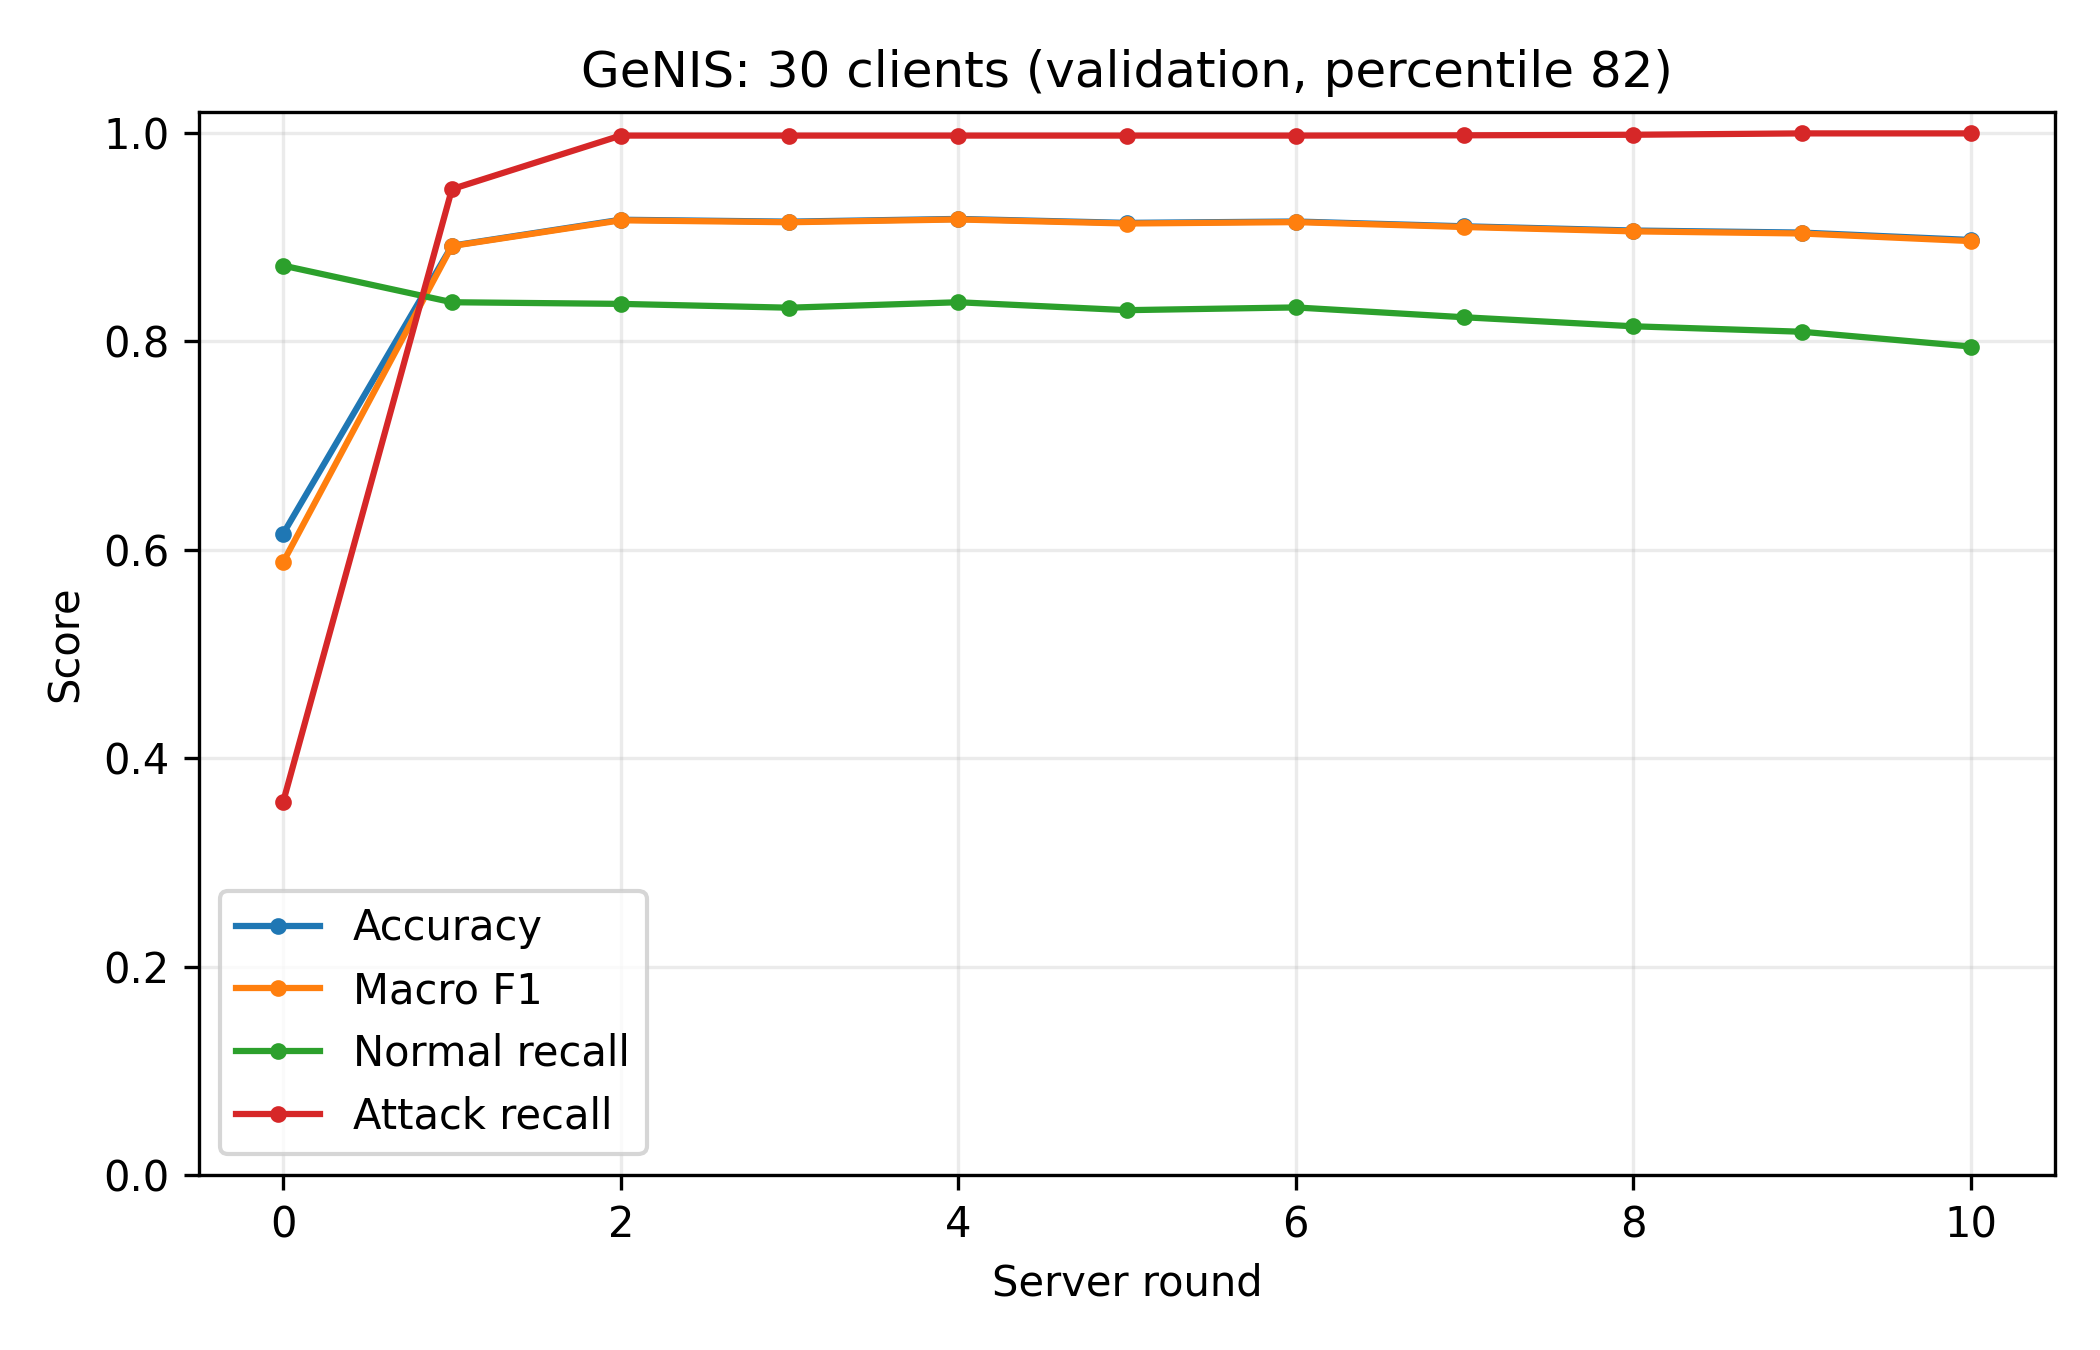 GeNIS: 30 clients (validation, percentile 82)
1.0
0.8
0.6
0.4
0.2
0.0
Score
Accuracy
Macro F1
Normal recall
Attack recall
0 2 4 6 8 10
Server round